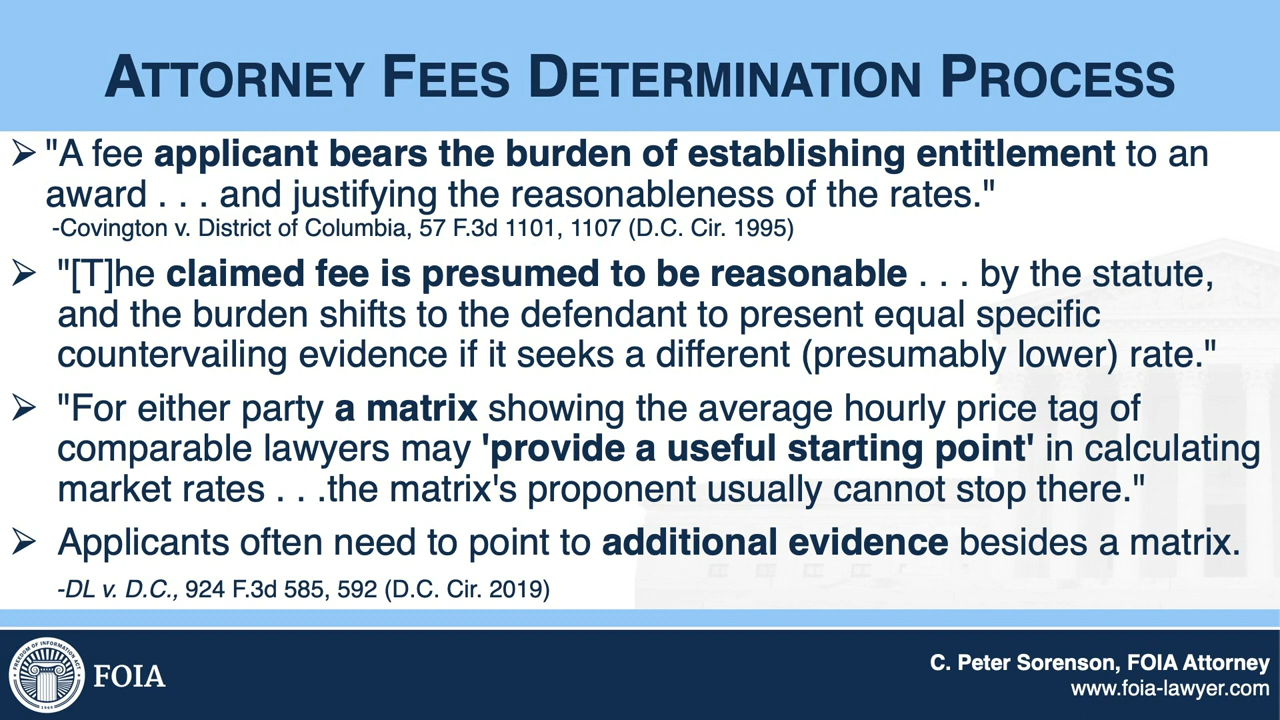 ATTORNEY FEES DETERMINATION PROCESS
➢ "A fee applicant bears the burden of establishing entitlement to an
award . . . and justifying the reasonableness of the rates."
-Covington v. District of Columbia, 57 F.3d 1101, 1107 (D.C. Cir. 1995)
➢ "[T]he claimed fee is presumed to be reasonable . . . by the statute,
and the burden shifts to the defendant to present equal specific
countervailing evidence if it seeks a different (presumably lower) rate."
➢ "For either party a matrix showing the average hourly price tag of
comparable lawyers may 'provide a useful starting point' in calculating
market rates . . .the matrix's proponent usually cannot stop there."
➢ Applicants often need to point to additional evidence besides a matrix.
-DL v. D.C., 924 F.3d 585, 592 (D.C. Cir. 2019)
FREEDOM OF INFORMATION ACT
1966
FOIA
C. Peter Sorenson, FOIA Attorney
www.foia-lawyer.com